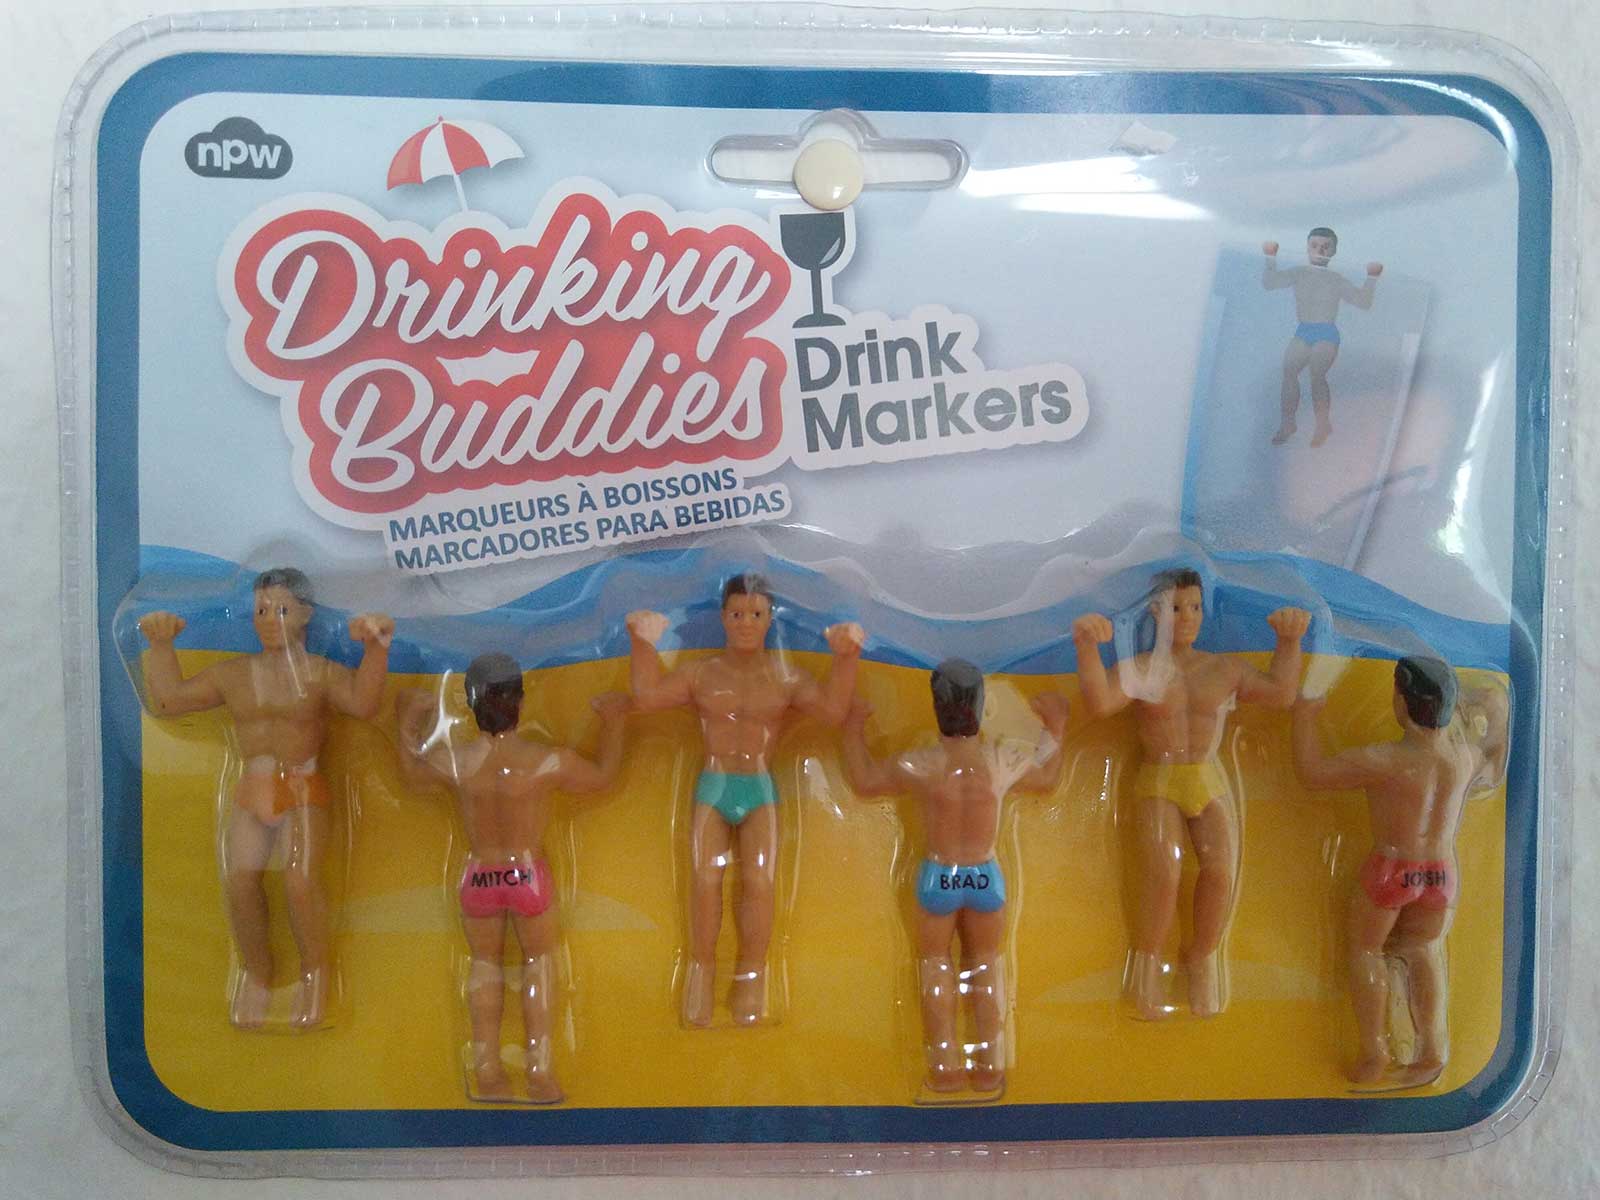 npw
Drinking
Buddies
Drink
Markers
MARQUEURS À BOISSONS
MARCADORES PARA BEBIDAS
MITCH
BRAD
JOSH